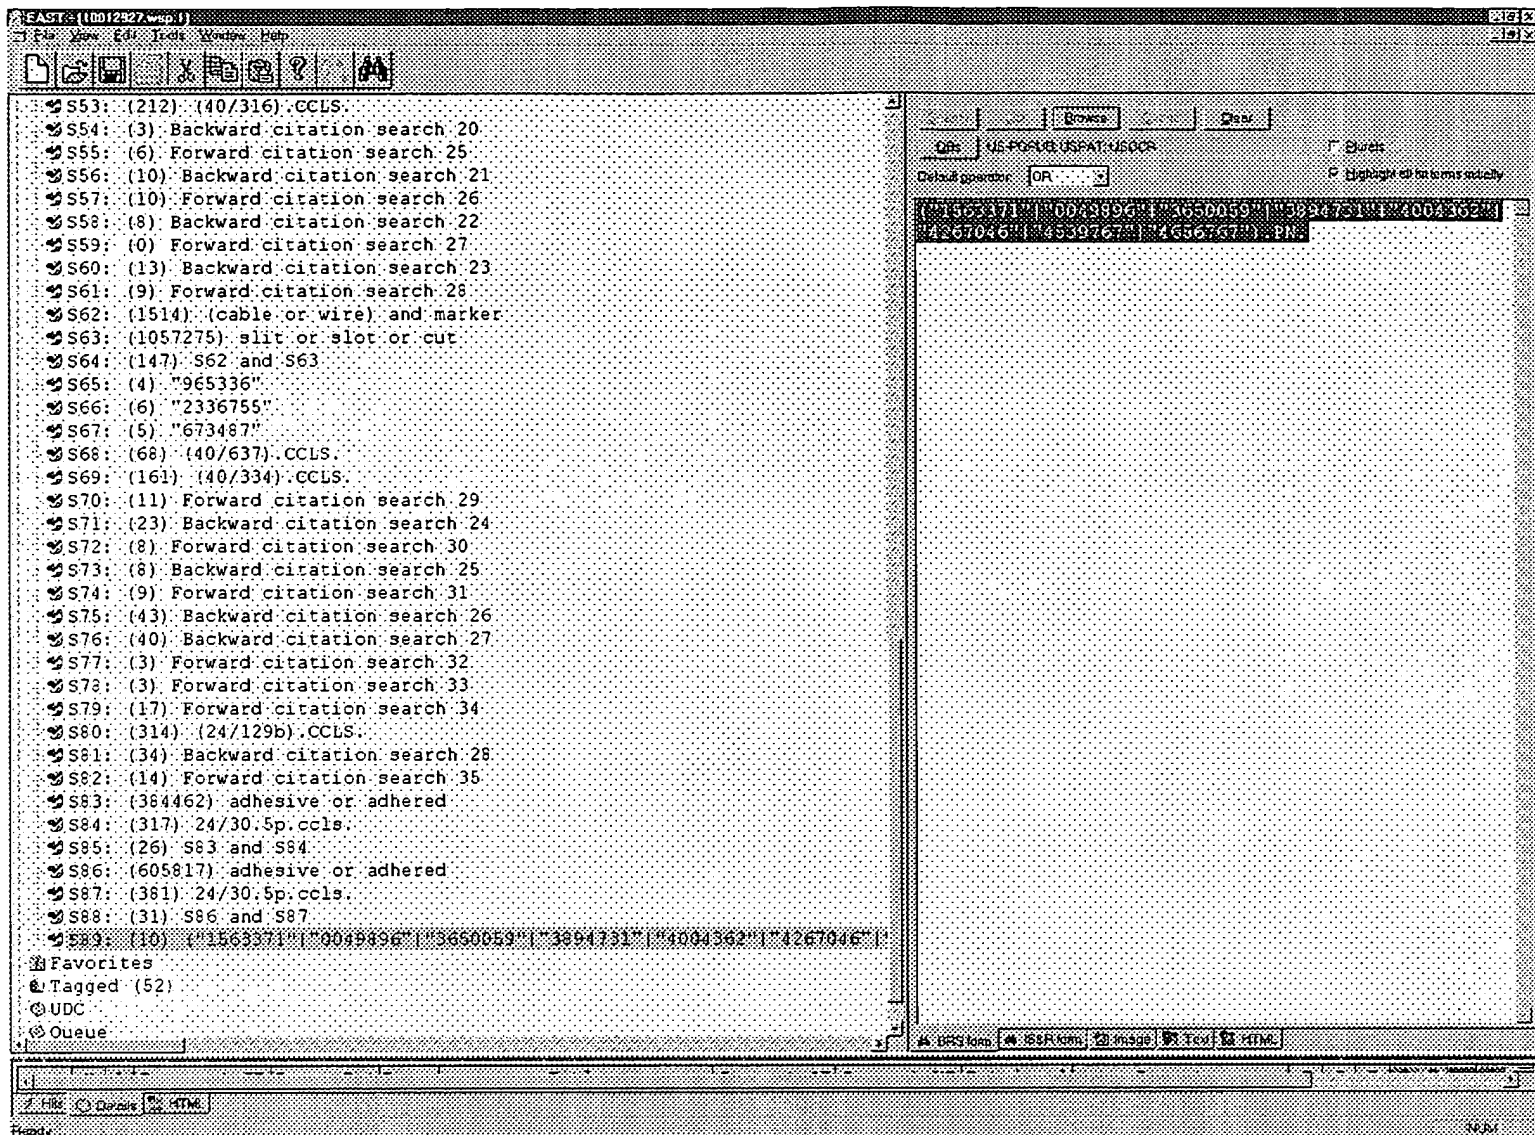 EAST - [10012927.wsp:1]
File View Edit Tools Window Help
S53: (212) (40/316).CCLS.
S54: (3) Backward citation search 20
S55: (6) Forward citation search 25
S56: (10) Backward citation search 21
S57: (10) Forward citation search 26
S58: (8) Backward citation search 22
S59: (0) Forward citation search 27
S60: (13) Backward citation search 23
S61: (9) Forward citation search 28
S62: (1514) (cable or wire) and marker
S63: (1057275) slit or slot or cut
S64: (147) S62 and S63
S65: (4) "965336"
S66: (6) "2336755"
S67: (5) "673487"
S68: (68) (40/637).CCLS.
S69: (161) (40/334).CCLS.
S70: (11) Forward citation search 29
S71: (23) Backward citation search 24
S72: (8) Forward citation search 30
S73: (8) Backward citation search 25
S74: (9) Forward citation search 31
S75: (43) Backward citation search 26
S76: (40) Backward citation search 27
S77: (3) Forward citation search 32
S78: (3) Forward citation search 33
S79: (17) Forward citation search 34
S80: (314) (24/129b).CCLS.
S81: (34) Backward citation search 28
S82: (14) Forward citation search 35
S83: (384462) adhesive or adhered
S84: (317) 24/30.5p.ccls.
S85: (26) S83 and S84
S86: (605817) adhesive or adhered
S87: (381) 24/30.5p.ccls.
S88: (31) S86 and S87
S89: (10) ("1563371"|"0049896"|"3650059"|"3894731"|"4004362"|"4267046"|"
Favorites
Tagged (52)
UDC
Queue
Browse Clear
DBs US-PGPUB; USPAT; USOCR Plurals
Default operator: OR Highlight all hit terms initially
("1563371"|"0049896"|"3650059"|"3894731"|"4004362"|
"4267046"|"4539767"|"4686767").PN.
BRS form IS&R form Image Text HTML
Hits Details HTML
Ready NUM